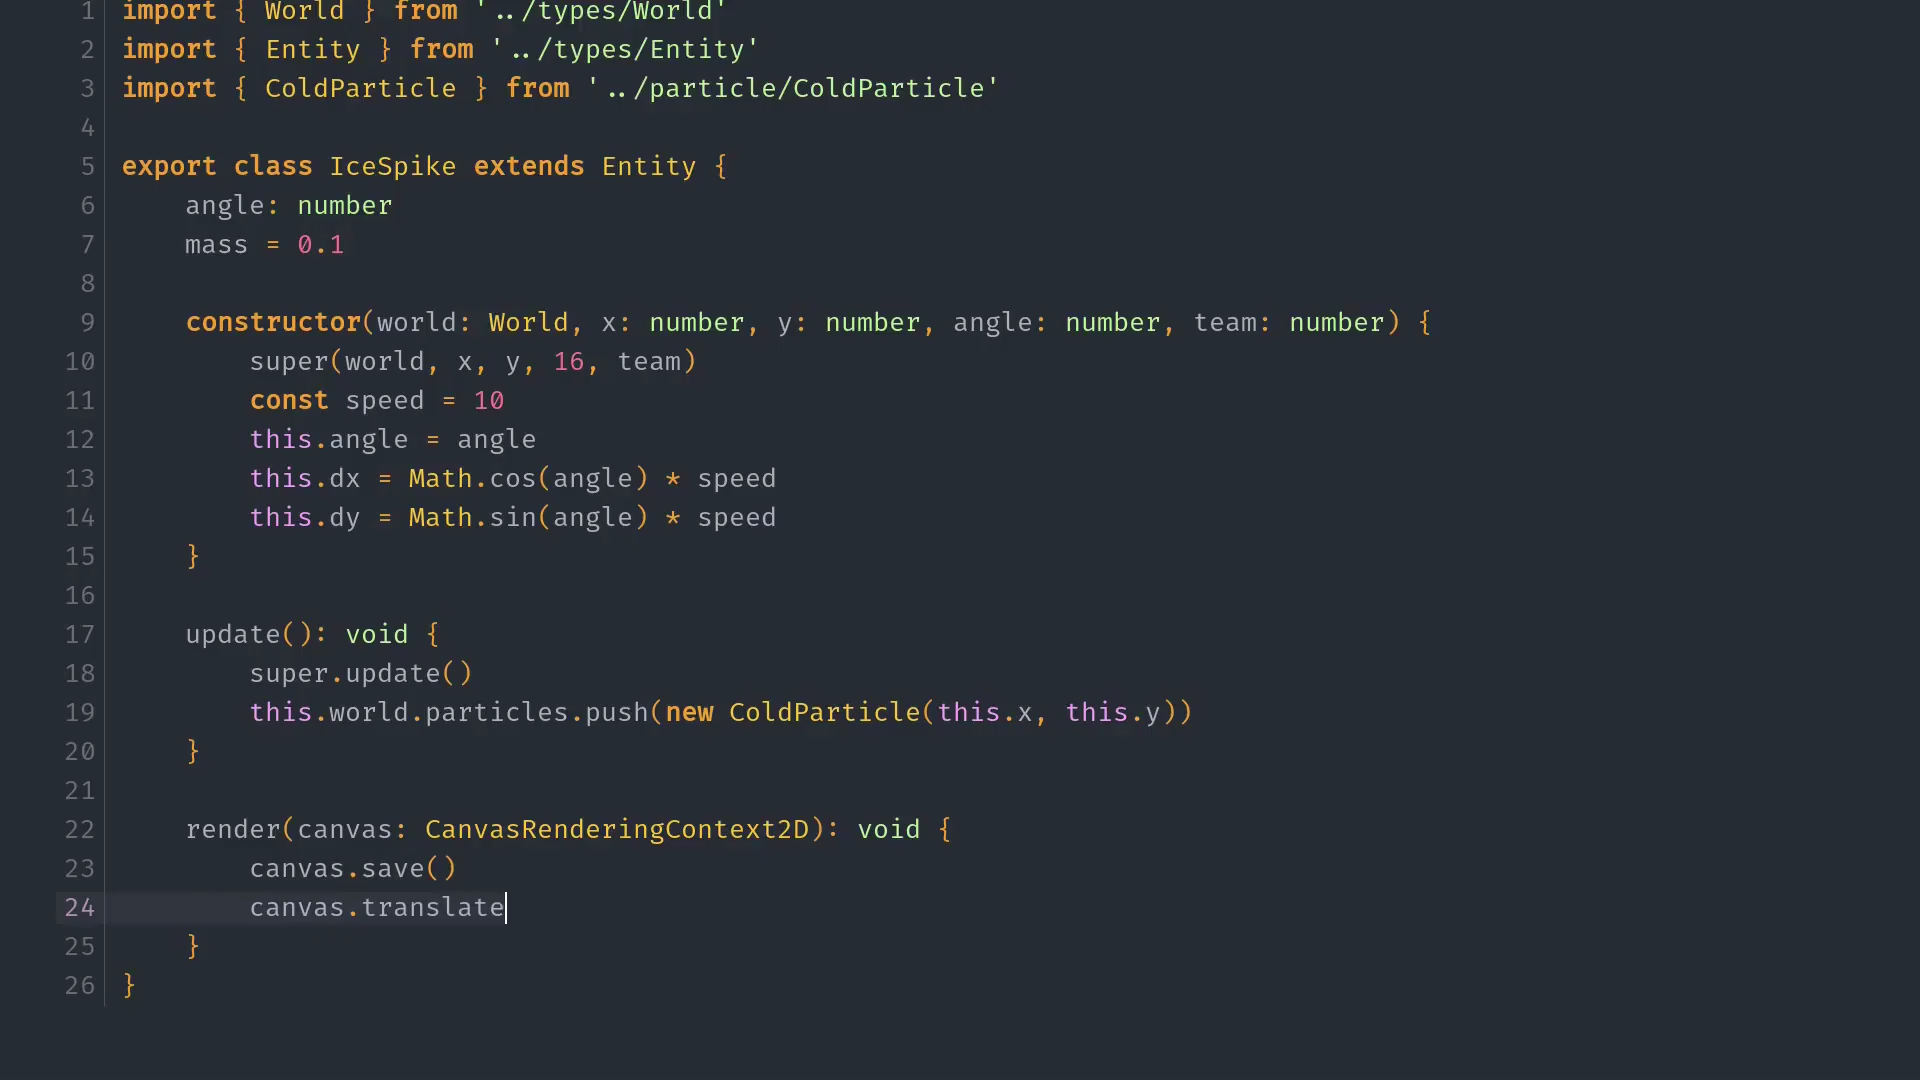 1 import { World } from '../types/World'
2 import { Entity } from '../types/Entity'
3 import { ColdParticle } from '../particle/ColdParticle'
4
5 export class IceSpike extends Entity {
6     angle: number
7     mass = 0.1
8
9     constructor(world: World, x: number, y: number, angle: number, team: number) {
10         super(world, x, y, 16, team)
11         const speed = 10
12         this.angle = angle
13         this.dx = Math.cos(angle) * speed
14         this.dy = Math.sin(angle) * speed
15     }
16
17     update(): void {
18         super.update()
19         this.world.particles.push(new ColdParticle(this.x, this.y))
20     }
21
22     render(canvas: CanvasRenderingContext2D): void {
23         canvas.save()
24         canvas.translate
25     }
26 }